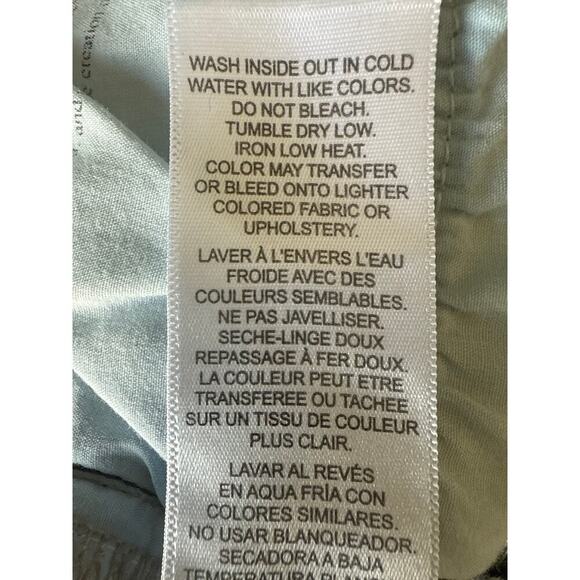 and e creation
WASH INSIDE OUT IN COLD
WATER WITH LIKE COLORS.
DO NOT BLEACH.
TUMBLE DRY LOW.
IRON LOW HEAT.
COLOR MAY TRANSFER
OR BLEED ONTO LIGHTER
COLORED FABRIC OR
UPHOLSTERY.
LAVER À L'ENVERS L'EAU
FROIDE AVEC DES
COULEURS SEMBLABLES.
NE PAS JAVELLISER.
SECHE-LINGE DOUX
REPASSAGE À FER DOUX.
LA COULEUR PEUT ETRE
TRANSFEREE OU TACHEE
SUR UN TISSU DE COULEUR
PLUS CLAIR.
LAVAR AL REVÉS
EN AQUA FRÍA CON
COLORES SIMILARES.
NO USAR BLANQUEADOR.
SECADORA A BAJA
TEMPERATURA